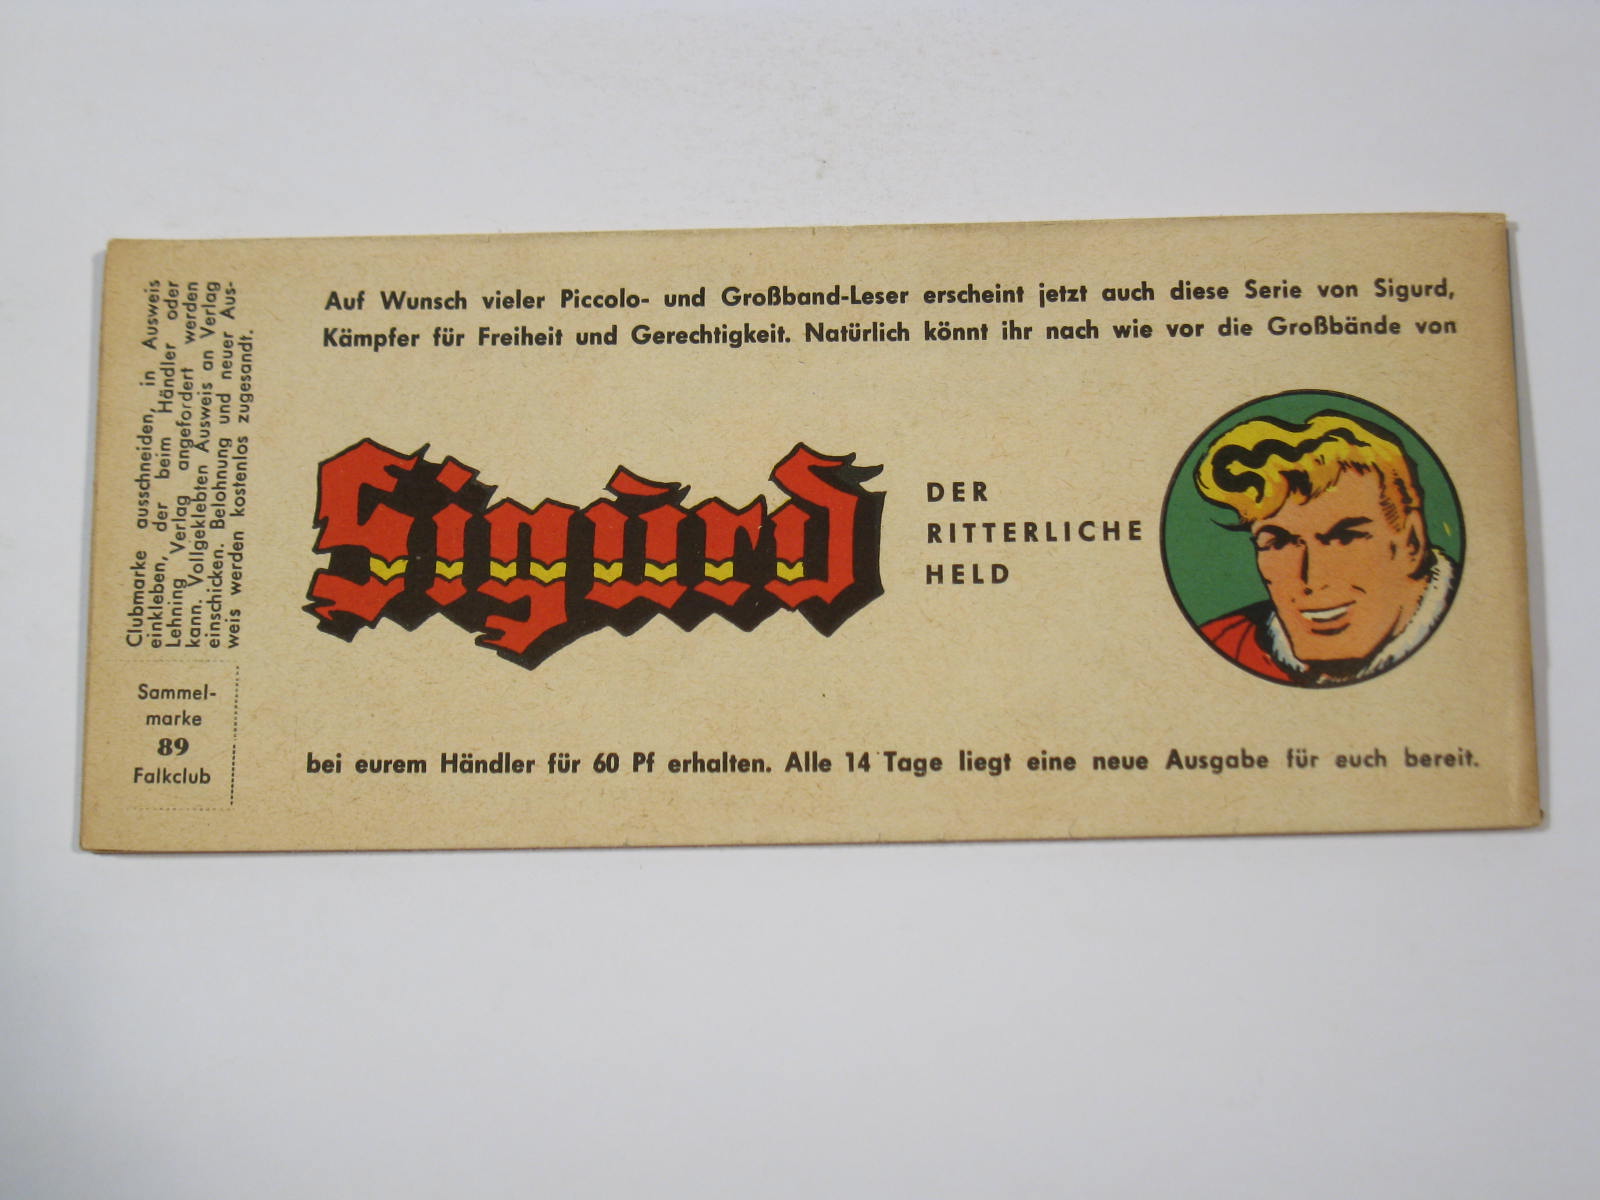 Clubmarke ausschneiden, in Ausweis
einkleben, der beim Händler oder
Lehning Verlag angefordert werden
kann. Vollgeklebten Ausweis an Verlag
einschicken. Belohnung und neuer Aus-
weis werden kostenlos zugesandt.
Sammel-
marke
89
Falkclub
Auf Wunsch vieler Piccolo- und Großband-Leser erscheint jetzt auch diese Serie von Sigurd,
Kämpfer für Freiheit und Gerechtigkeit. Natürlich könnt ihr nach wie vor die Großbände von
Sigurd
DER
RITTERLICHE
HELD
bei eurem Händler für 60 Pf erhalten. Alle 14 Tage liegt eine neue Ausgabe für euch bereit.